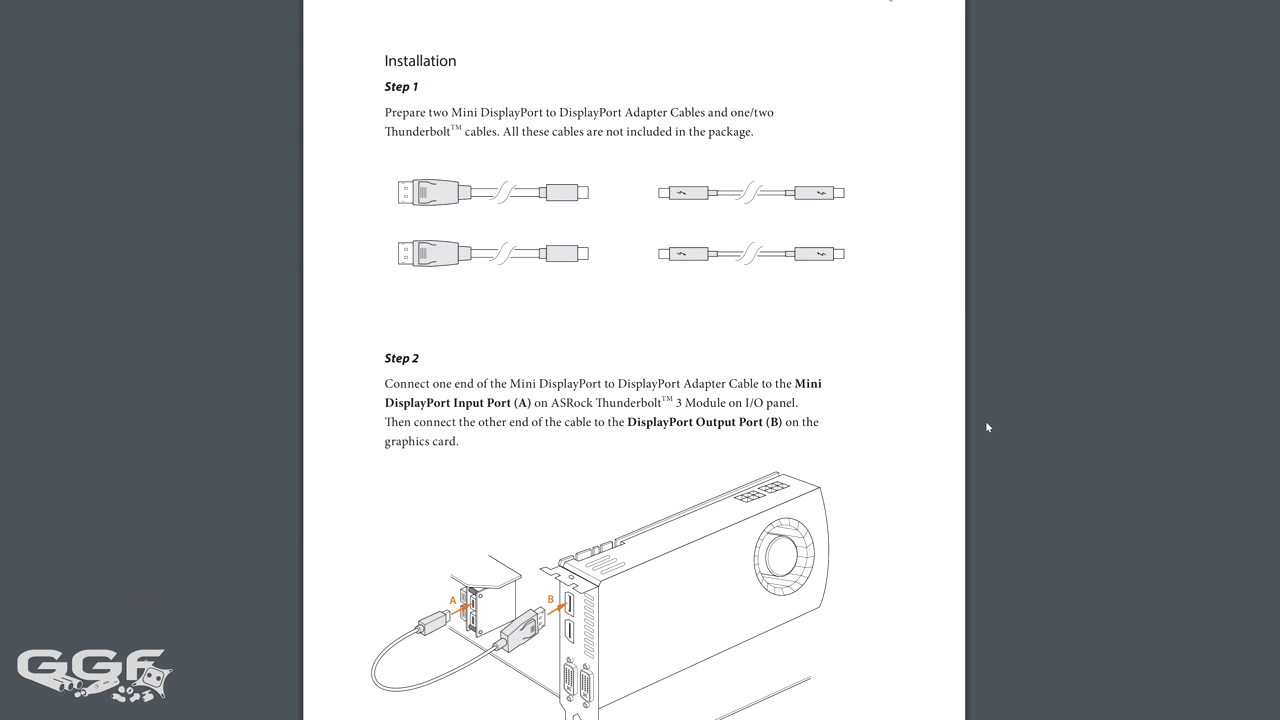 Installation
Step 1
Prepare two Mini DisplayPort to DisplayPort Adapter Cables and one/two
Thunderbolt™ cables. All these cables are not included in the package.
Step 2
Connect one end of the Mini DisplayPort to DisplayPort Adapter Cable to the Mini
DisplayPort Input Port (A) on ASRock Thunderbolt™ 3 Module on I/O panel.
Then connect the other end of the cable to the DisplayPort Output Port (B) on the
graphics card.
A
B
GGF